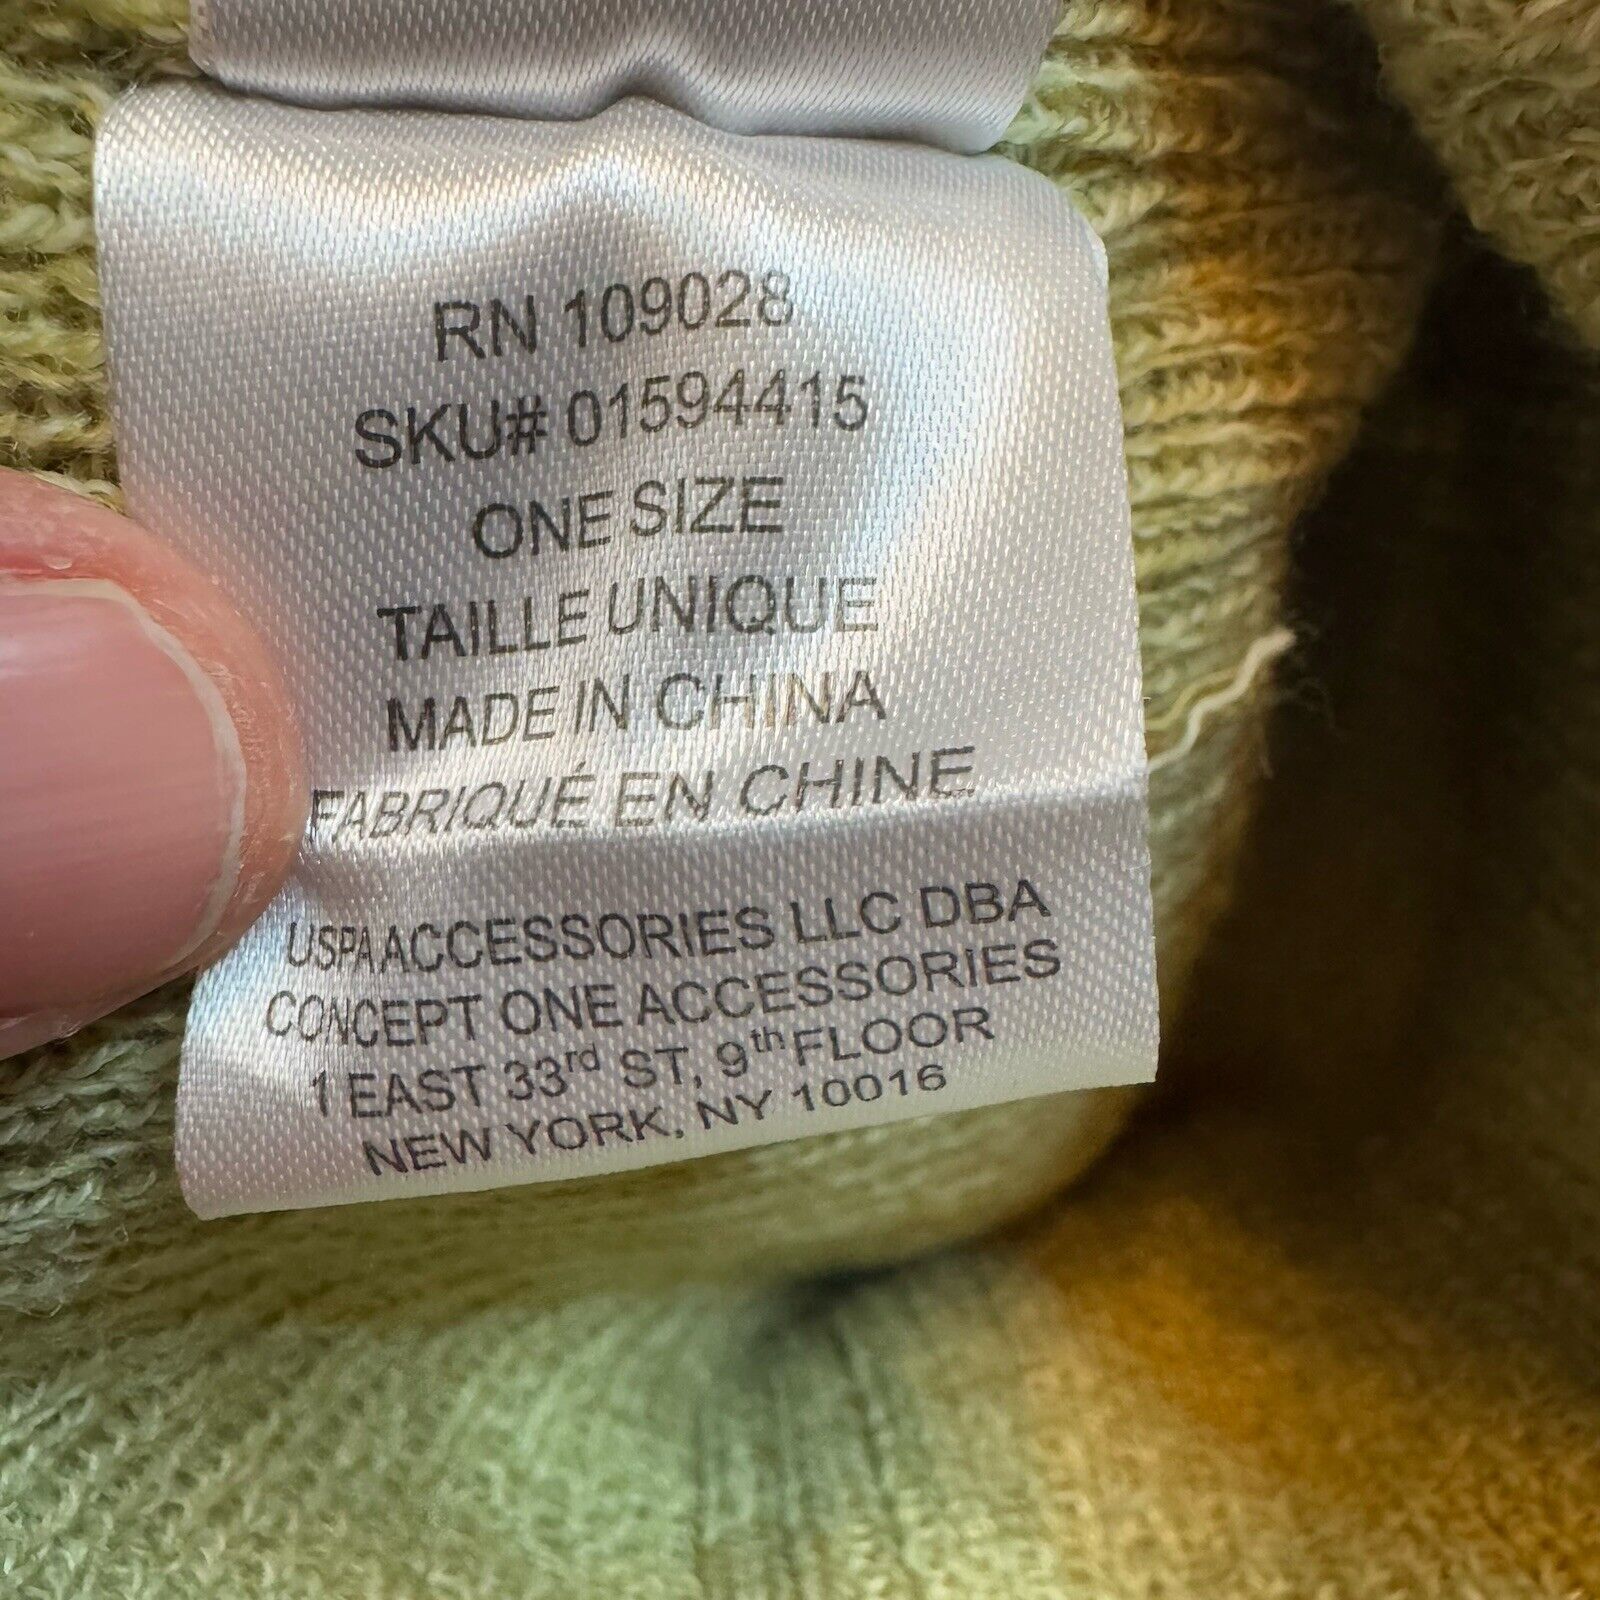 RN 109028
SKU# 01594415
ONE SIZE
TAILLE UNIQUE
MADE IN CHINA
FABRIQUÉ EN CHINE
USPA ACCESSORIES LLC DBA
CONCEPT ONE ACCESSORIES
1 EAST 33rd ST, 9th FLOOR
NEW YORK, NY 10016